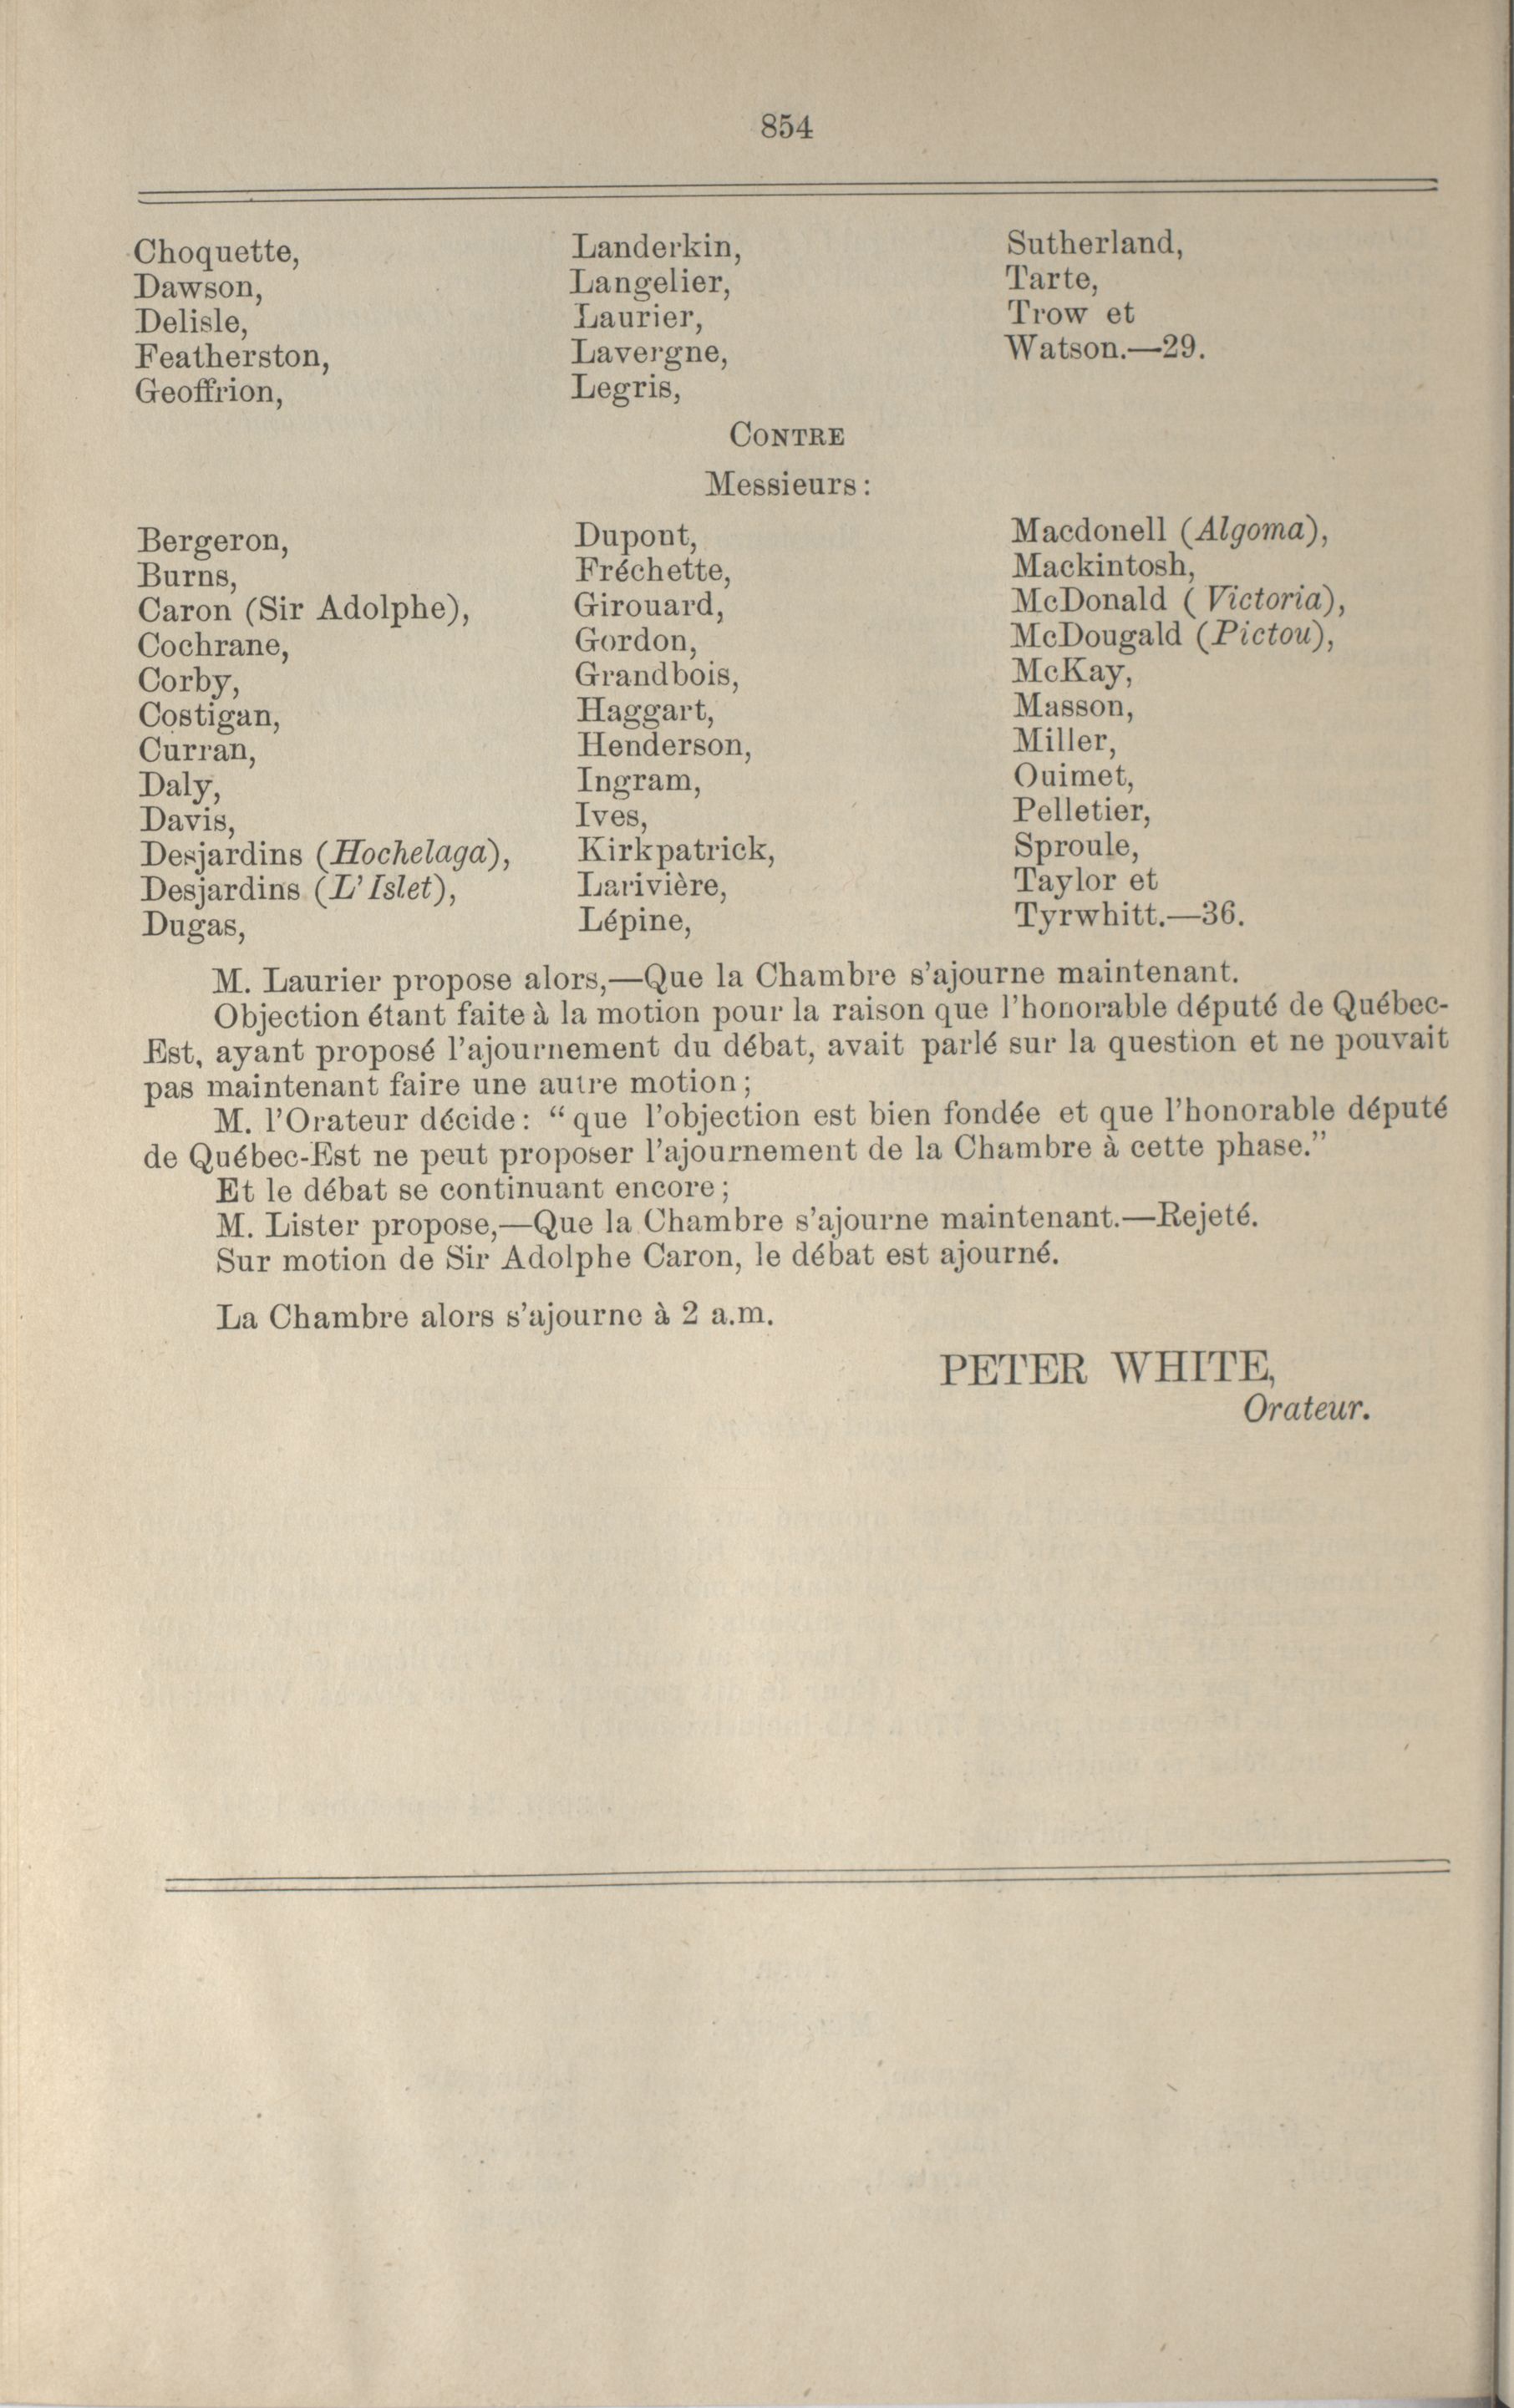 854
Choquette,
Dawson,
Delisle,
Featherston,
Geoffrion,
Landerkin,
Langelier,
Laurier,
Lavergne,
Legris,
Sutherland,
Tarte,
Trow et
Watson.—29.
CONTRE
Messieurs:
Bergeron,
Burns,
Caron (Sir Adolphe),
Cochrane,
Corby,
Costigan,
Curran,
Daly,
Davis,
Desjardins (Hochelaga),
Desjardins (L'Islet),
Dugas,
Dupont,
Fréchette,
Girouard,
Gordon,
Grandbois,
Haggart,
Henderson,
Ingram,
Ives,
Kirkpatrick,
Larivière,
Lépine,
Macdonell (Algoma),
Mackintosh,
McDonald (Victoria),
McDougald (Pictou),
McKay,
Masson,
Miller,
Ouimet,
Pelletier,
Sproule,
Taylor et
Tyrwhitt.—36.
M. Laurier propose alors,—Que la Chambre s'ajourne maintenant.
Objection étant faite à la motion pour la raison que l'honorable député de Québec-
Est, ayant proposé l'ajournement du débat, avait parlé sur la question et ne pouvait
pas maintenant faire une autre motion;
M. l'Orateur décide: "que l'objection est bien fondée et que l'honorable député
de Québec-Est ne peut proposer l'ajournement de la Chambre à cette phase."
Et le débat se continuant encore;
M. Lister propose,—Que la Chambre s'ajourne maintenant.—Rejeté.
Sur motion de Sir Adolphe Caron, le débat est ajourné.
La Chambre alors s'ajourne à 2 a.m.
PETER WHITE,
Orateur.